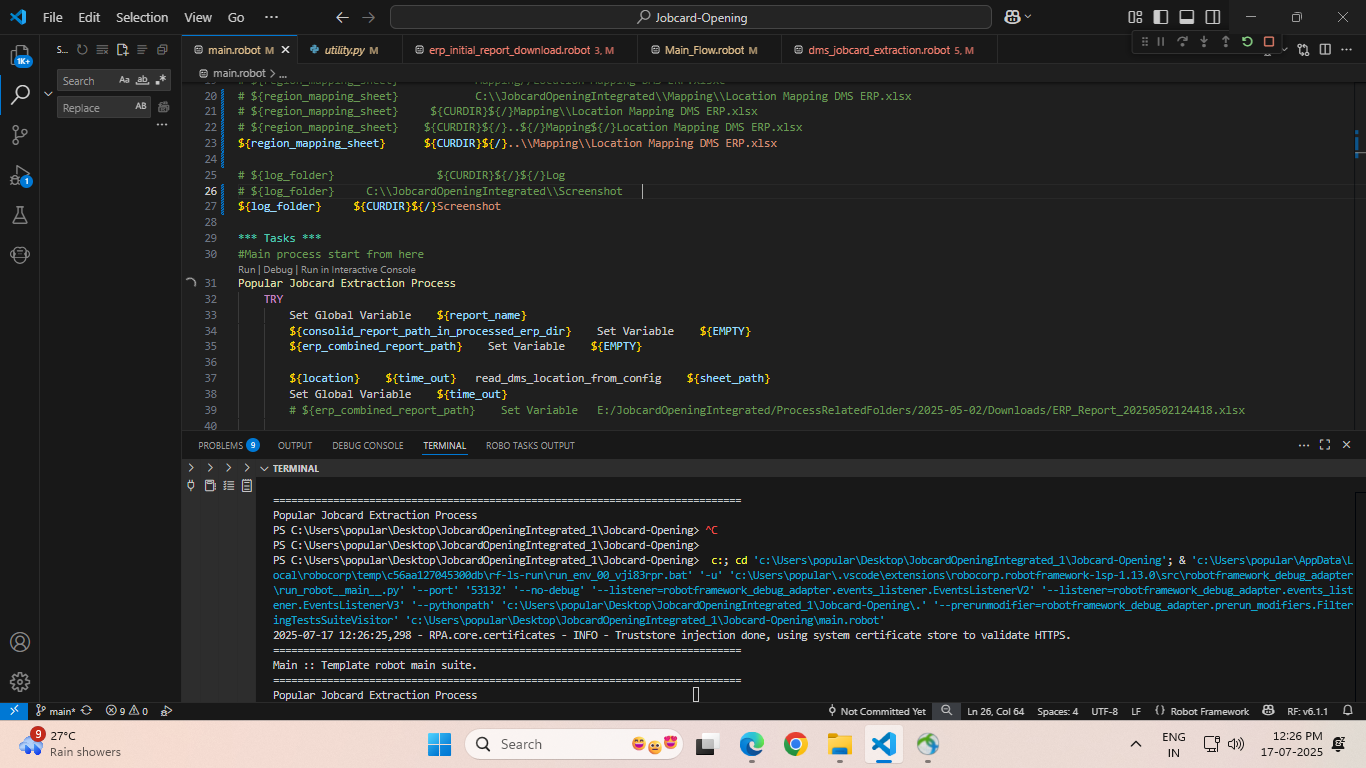 File Edit Selection View Go ··· Jobcard-Opening
S... main.robot M utility.py M erp_initial_report_download.robot 3, M Main_Flow.robot M dms_jobcard_extraction.robot 5, M
1K+
main.robot > ...
Search Aa ab
Replace AB
19 # ${region_mapping_sheet} Mapping//Location Mapping DMS ERP.xlsx
20 # ${region_mapping_sheet} C:\\JobcardOpeningIntegrated\\Mapping\\Location Mapping DMS ERP.xlsx
21 # ${region_mapping_sheet} ${CURDIR}${/}Mapping\\Location Mapping DMS ERP.xlsx
22 # ${region_mapping_sheet} ${CURDIR}${/}..${/}Mapping${/}Location Mapping DMS ERP.xlsx
23 ${region_mapping_sheet} ${CURDIR}${/}..\\Mapping\\Location Mapping DMS ERP.xlsx
24
25 # ${log_folder} ${CURDIR}${/}${/}Log
26 # ${log_folder} C:\\JobcardOpeningIntegrated\\Screenshot
27 ${log_folder} ${CURDIR}${/}Screenshot
28
29 *** Tasks ***
30 #Main process start from here
Run | Debug | Run in Interactive Console
31 Popular Jobcard Extraction Process
32 TRY
33 Set Global Variable ${report_name}
34 ${consolid_report_path_in_processed_erp_dir} Set Variable ${EMPTY}
35 ${erp_combined_report_path} Set Variable ${EMPTY}
36
37 ${location} ${time_out} read_dms_location_from_config ${sheet_path}
38 Set Global Variable ${time_out}
39 # ${erp_combined_report_path} Set Variable E:/JobcardOpeningIntegrated/ProcessRelatedFolders/2025-05-02/Downloads/ERP_Report_20250502124418.xlsx
40
PROBLEMS 9 OUTPUT DEBUG CONSOLE TERMINAL ROBO TASKS OUTPUT
TERMINAL
==============================================================================
Popular Jobcard Extraction Process
PS C:\Users\popular\Desktop\JobcardOpeningIntegrated_1\Jobcard-Opening> ^C
PS C:\Users\popular\Desktop\JobcardOpeningIntegrated_1\Jobcard-Opening>
PS C:\Users\popular\Desktop\JobcardOpeningIntegrated_1\Jobcard-Opening> c:; cd 'c:\Users\popular\Desktop\JobcardOpeningIntegrated_1\Jobcard-Opening'; & 'c:\Users\popular\AppData\L
ocal\robocorp\temp\c56aa127045300db\rf-ls-run\run_env_00_vji83rpr.bat' '-u' 'c:\Users\popular\.vscode\extensions\robocorp.robotframework-lsp-1.13.0\src\robotframework_debug_adapter
\run_robot__main__.py' '--port' '53132' '--no-debug' '--listener=robotframework_debug_adapter.events_listener.EventsListenerV2' '--listener=robotframework_debug_adapter.events_list
ener.EventsListenerV3' '--pythonpath' 'c:\Users\popular\Desktop\JobcardOpeningIntegrated_1\Jobcard-Opening\.' '--prerunmodifier=robotframework_debug_adapter.prerun_modifiers.Filter
ingTestsSuiteVisitor' 'c:\Users\popular\Desktop\JobcardOpeningIntegrated_1\Jobcard-Opening\main.robot'
2025-07-17 12:26:25,298 - RPA.core.certificates - INFO - Truststore injection done, using system certificate store to validate HTTPS.
==============================================================================
Main :: Template robot main suite.
==============================================================================
Popular Jobcard Extraction Process
main* 9 0 Not Committed Yet Ln 26, Col 64 Spaces: 4 UTF-8 LF {} Robot Framework RF: v6.1.1
9 27°C Rain showers Search ENG IN 12:26 PM 17-07-2025